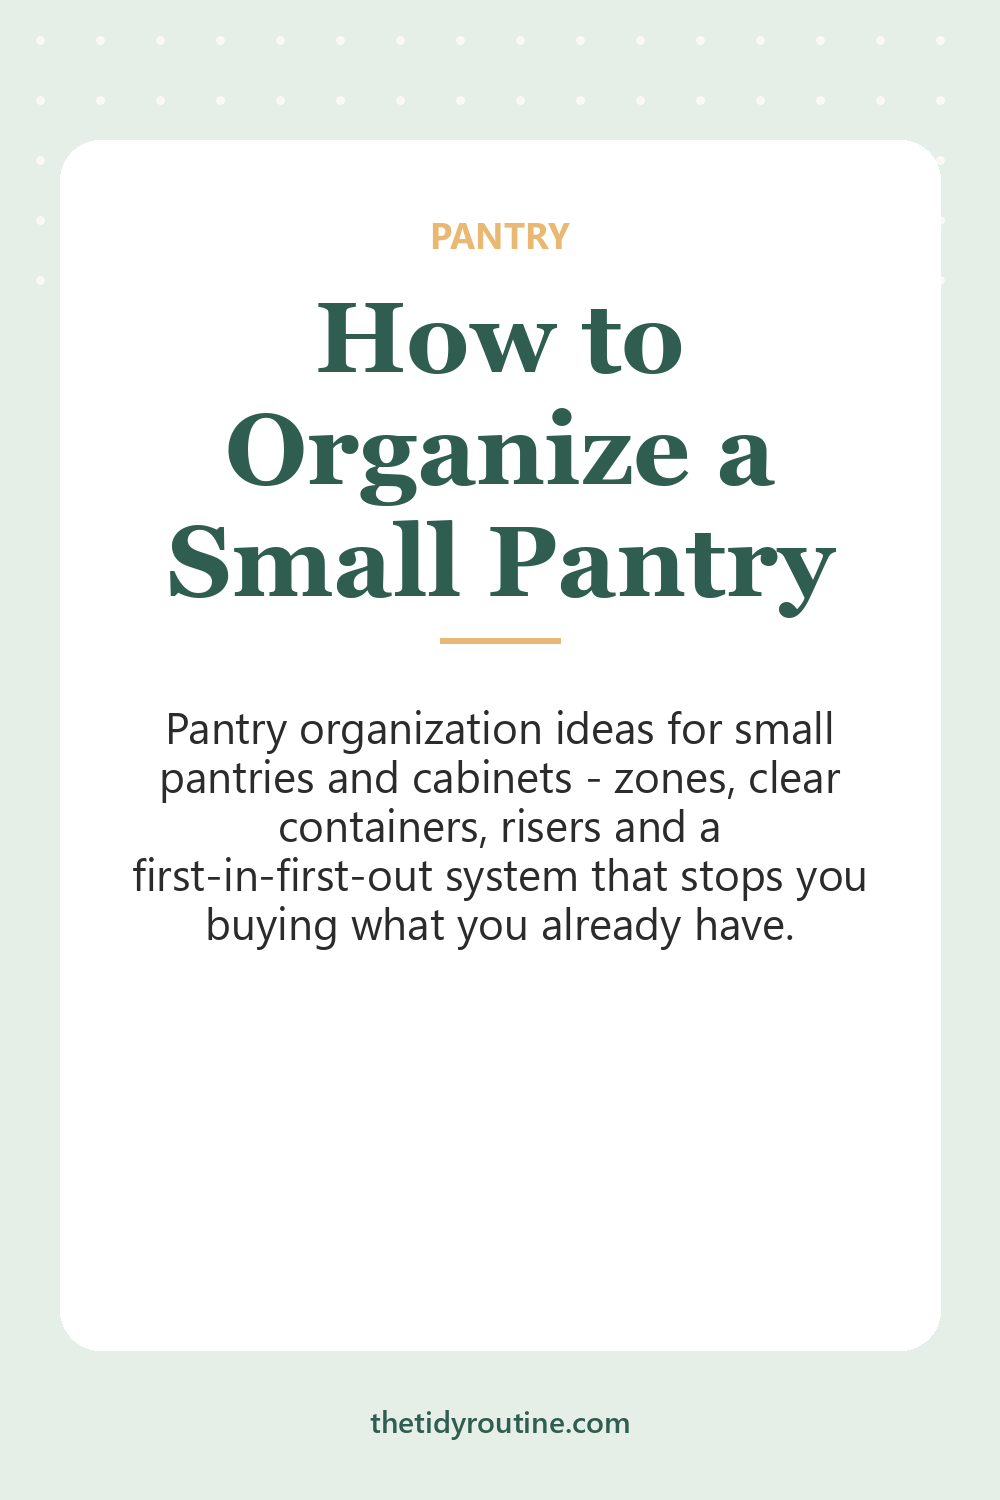 PANTRY
How to
Organize a
Small Pantry
Pantry organization ideas for small
pantries and cabinets - zones, clear
containers, risers and a
first-in-first-out system that stops you
buying what you already have.
thetidyroutine.com